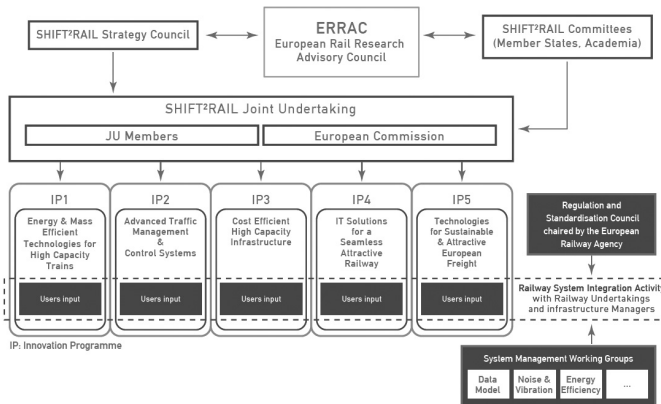 SHIFT²RAIL Strategy Council
ERRAC
European Rail Research
Advisory Council
SHIFT²RAIL Committees
(Member States, Academia)
SHIFT²RAIL Joint Undertaking
JU Members
European Commission
IP1
Energy & Mass
Efficient
Technologies for
High Capacity
Trains
Users input
IP2
Advanced Traffic
Management
&
Control Systems
Users input
IP3
Cost Efficient
High Capacity
Infrastructure
Users input
IP4
IT Solutions
for a
Seamless
Attractive
Railway
Users input
IP5
Technologies
for Sustainable
& Attractive
European
Freight
Users input
Regulation and
Standardisation Council
chaired by the European
Railway Agency
Railway System Integration Activity
with Railway Undertakings
and infrastructure Managers
IP: Innovation Programme
System Management Working Groups
Data
Model
Noise &
Vibration
Energy
Efficiency
...